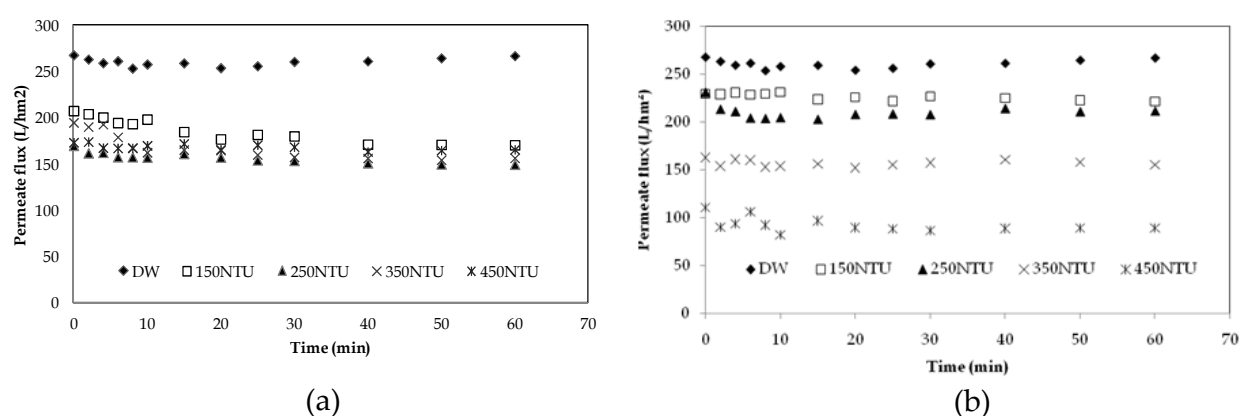 300
250
200
150
100
50
0
Permeate flux (L/hm2)
DW 150NTU 250NTU 350NTU 450NTU
0 10 20 30 40 50 60 70
Time (min)
(a)
300
250
200
150
100
50
0
Permeate flux (L/hm²)
DW 150NTU 250NTU 350NTU 450NTU
0 10 20 30 40 50 60 70
Time (min)
(b)